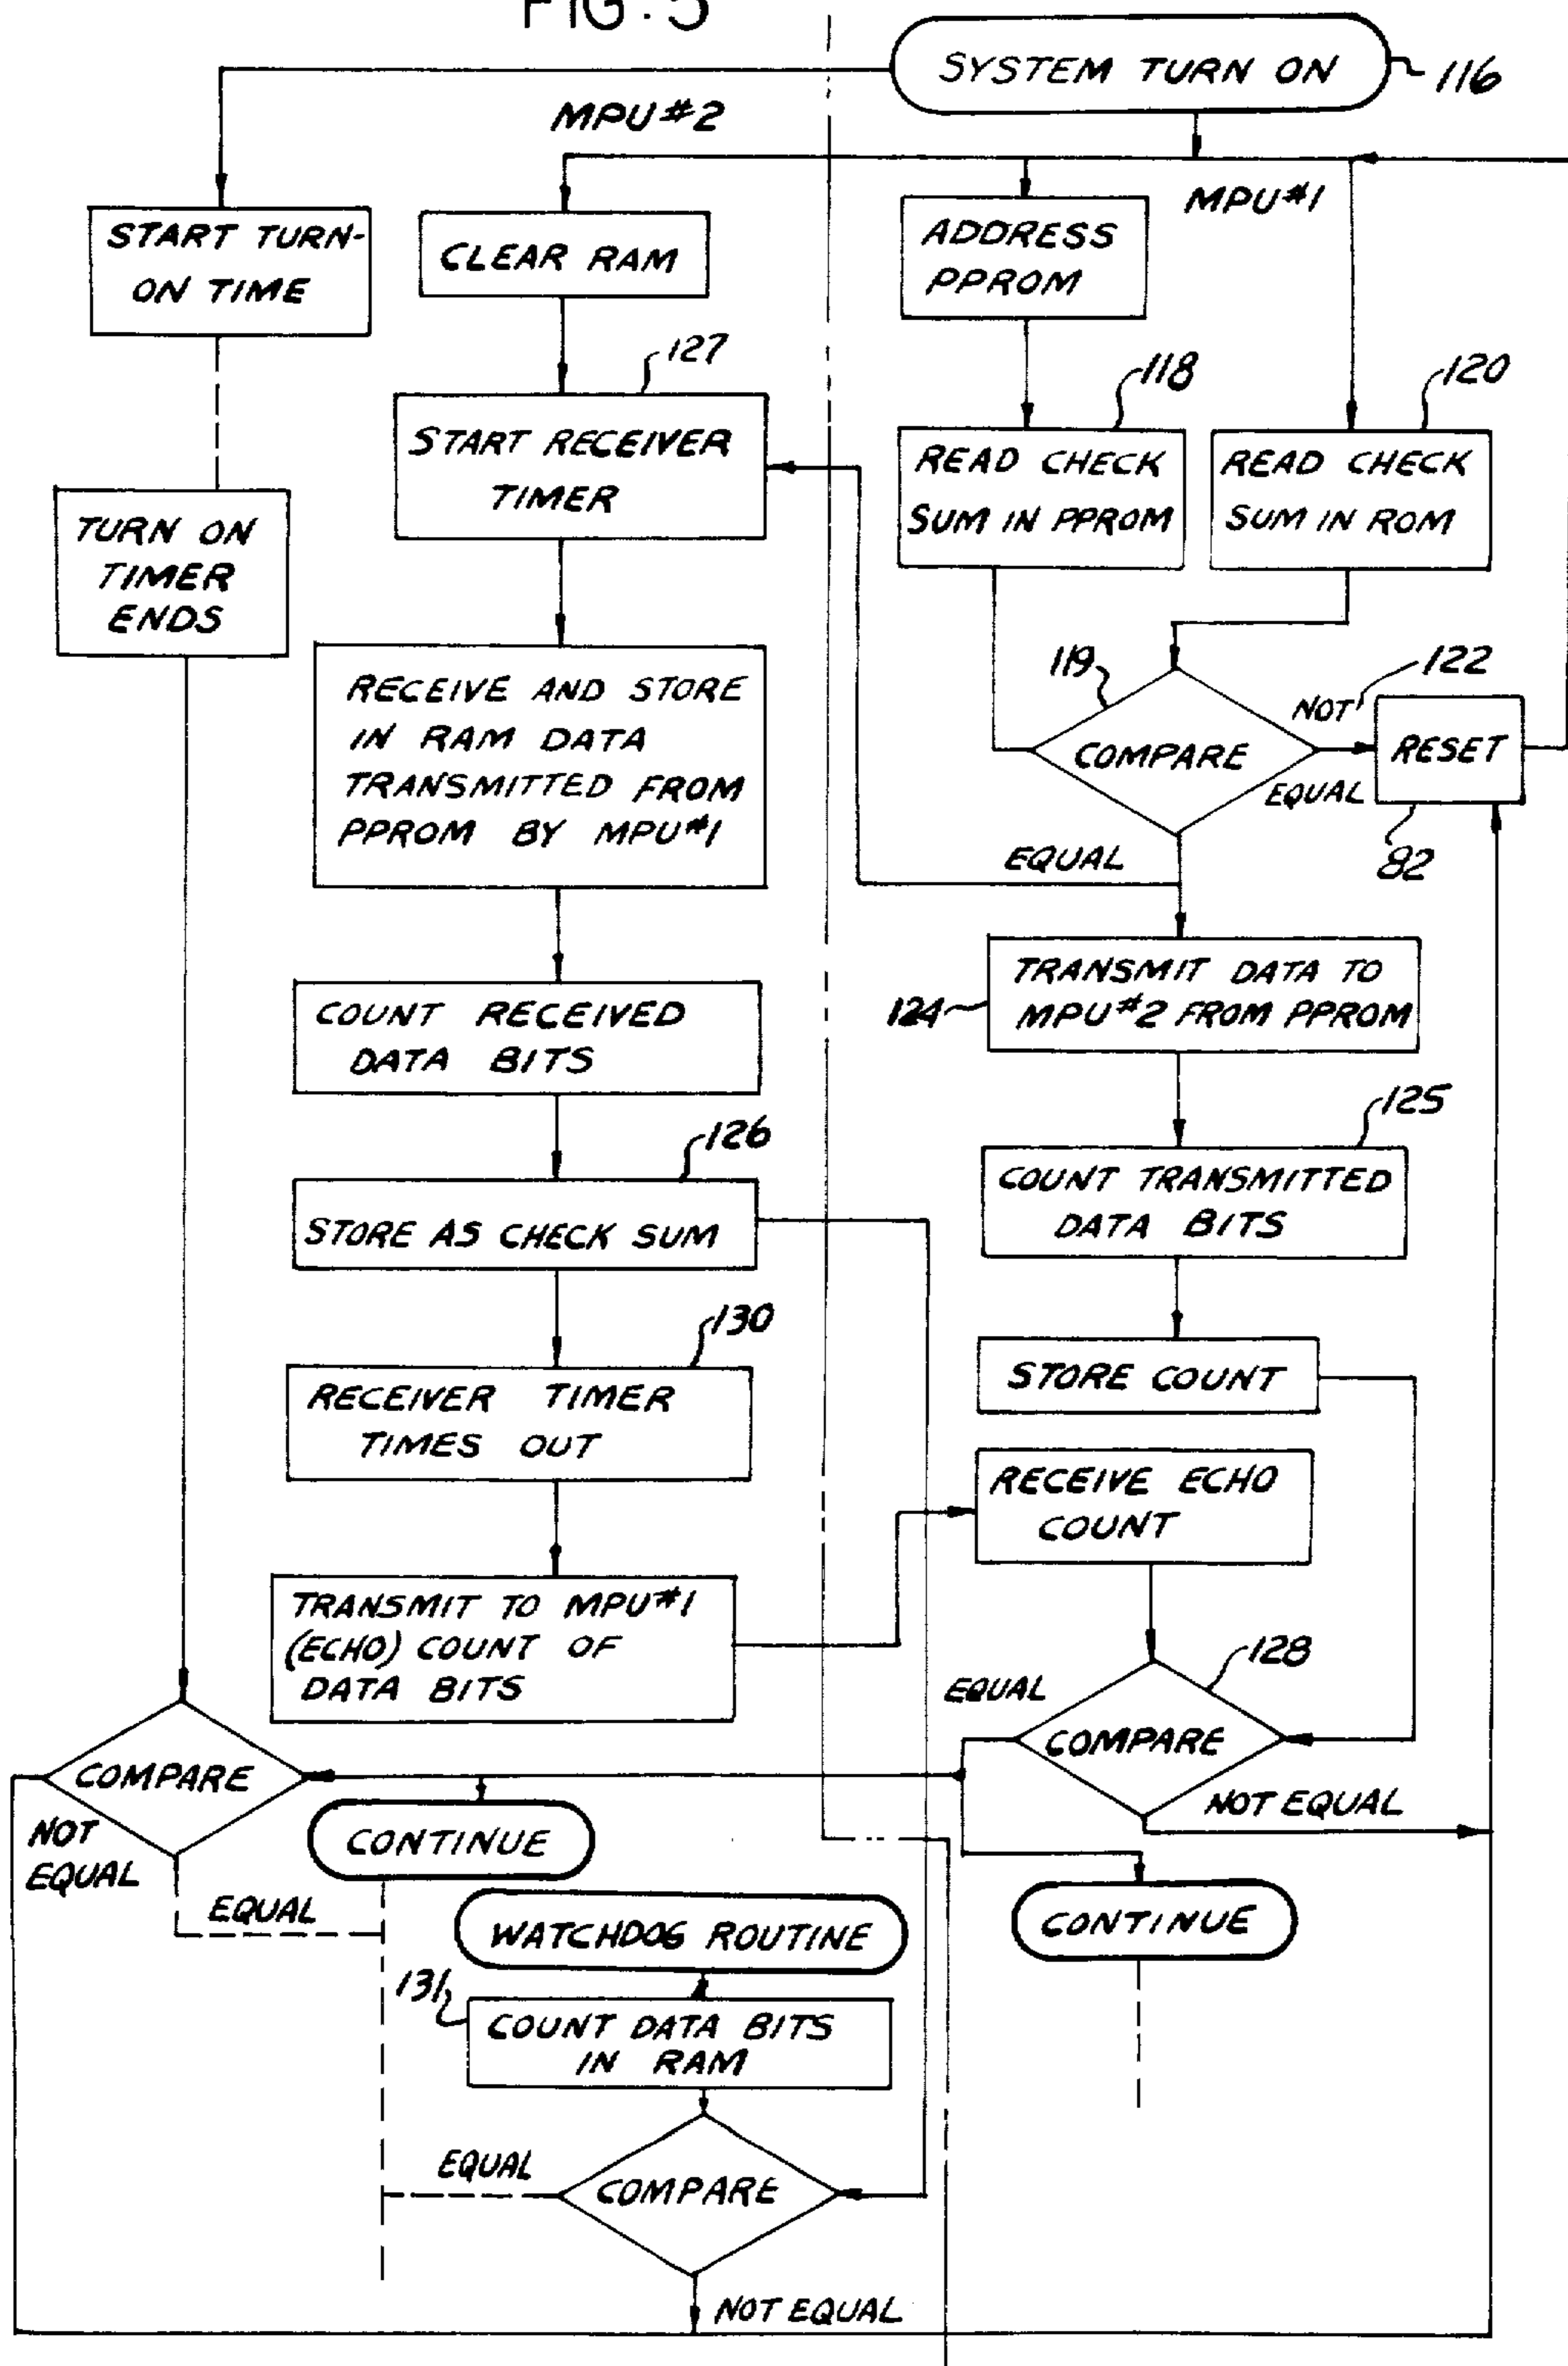 FIG. 5
SYSTEM TURN ON
116
MPU#2
MPU#1
START TURN-
ON TIME
CLEAR RAM
ADDRESS
PPROM
127
118
120
START RECEIVER
TIMER
READ CHECK
SUM IN PPROM
READ CHECK
SUM IN ROM
TURN ON
TIMER
ENDS
119
122
NOT
EQUAL
COMPARE
RESET
82
RECEIVE AND STORE
IN RAM DATA
TRANSMITTED FROM
PPROM BY MPU#1
EQUAL
TRANSMIT DATA TO
MPU#2 FROM PPROM
124
COUNT RECEIVED
DATA BITS
125
COUNT TRANSMITTED
DATA BITS
126
STORE AS CHECK SUM
130
RECEIVER TIMER
TIMES OUT
STORE COUNT
RECEIVE ECHO
COUNT
TRANSMIT TO MPU#1
(ECHO) COUNT OF
DATA BITS
128
EQUAL
COMPARE
NOT EQUAL
COMPARE
NOT
EQUAL
EQUAL
CONTINUE
CONTINUE
WATCHDOG ROUTINE
131
COUNT DATA BITS
IN RAM
EQUAL
COMPARE
NOT EQUAL